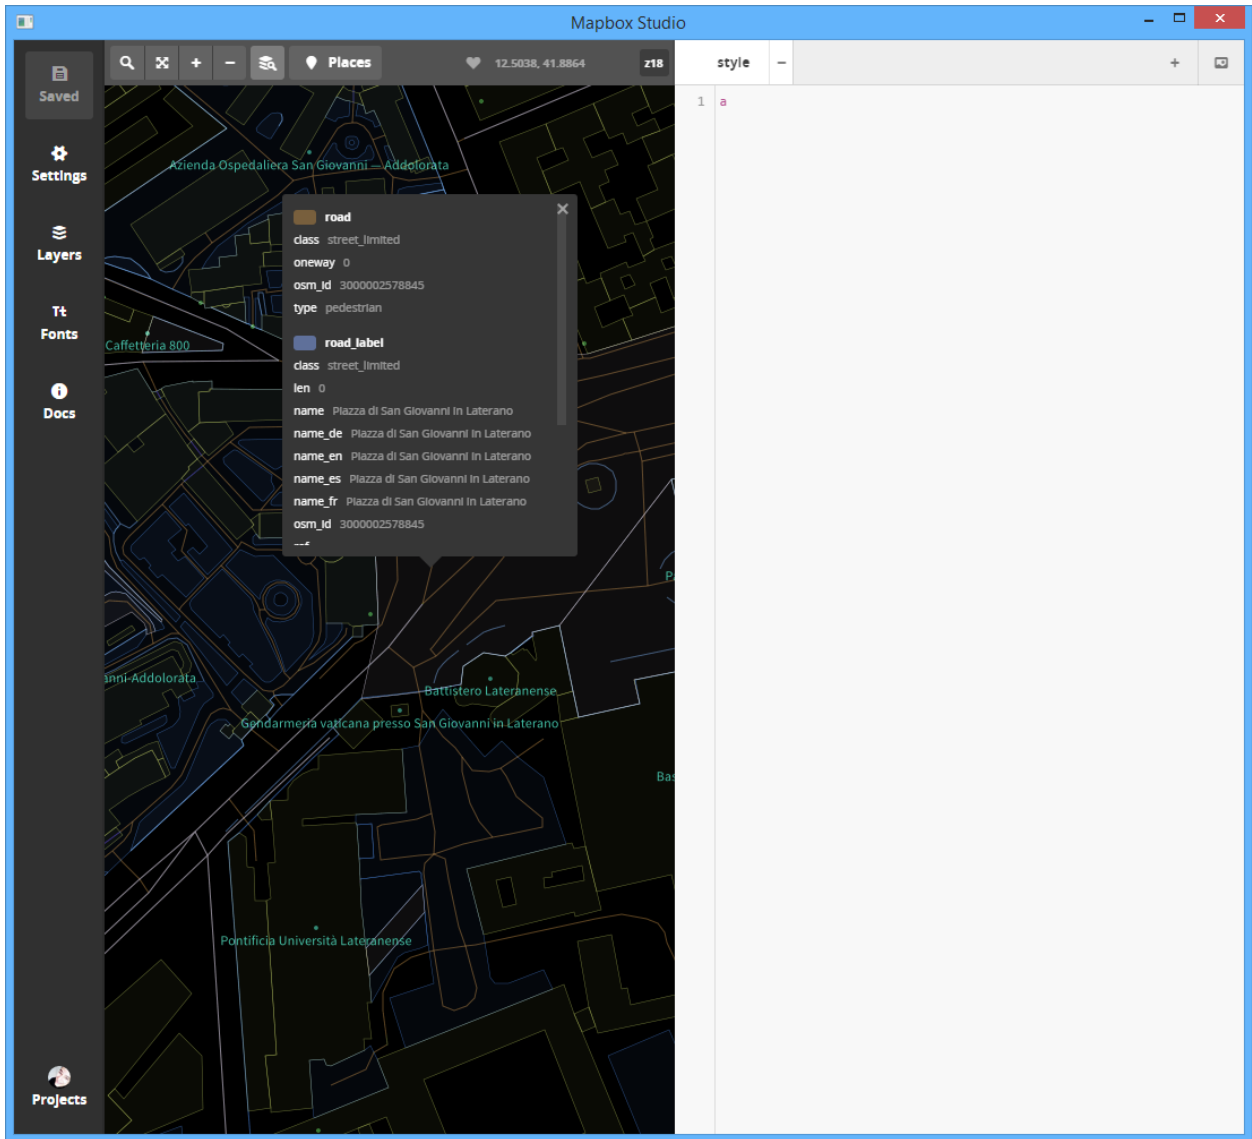 Mapbox Studio
Saved
Settings
Layers
Tt
Fonts
Docs
Projects
Places
12.5038, 41.8864
z18
Azienda Ospedaliera San Giovanni – Addolorata
road
class street_limited
oneway 0
osm_id 3000002578845
type pedestrian
road_label
class street_limited
len 0
name Piazza di San Giovanni in Laterano
name_de Piazza di San Giovanni in Laterano
name_en Piazza di San Giovanni in Laterano
name_es Piazza di San Giovanni in Laterano
name_fr Piazza di San Giovanni in Laterano
osm_id 3000002578845
Caffetteria 800
anni-Addolorata
Battistero Lateranense
Gendarmeria vaticana presso San Giovanni in Laterano
Bas
Pontificia Università Lateranense
style
1 a